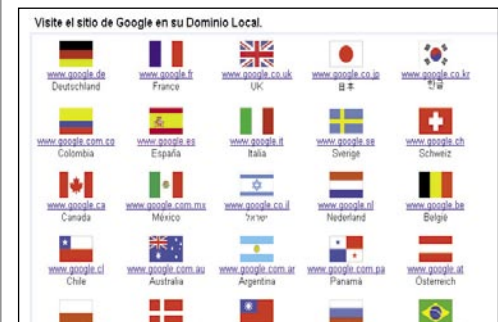 Visite el sitio de Google en su Dominio Local.
www.google.de www.google.fr www.google.co.uk www.google.co.jp www.google.co.kr
Deutschland France UK 日本 한글
www.google.com.co www.google.es www.google.it www.google.se www.google.ch
Colombia España Italia Sverige Schweiz
www.google.ca www.google.com.mx www.google.co.il www.google.nl www.google.be
Canada México ישראל Nederland België
www.google.cl www.google.com.au www.google.com.ar www.google.com.pa www.google.at
Chile Australia Argentina Panamá Österreich